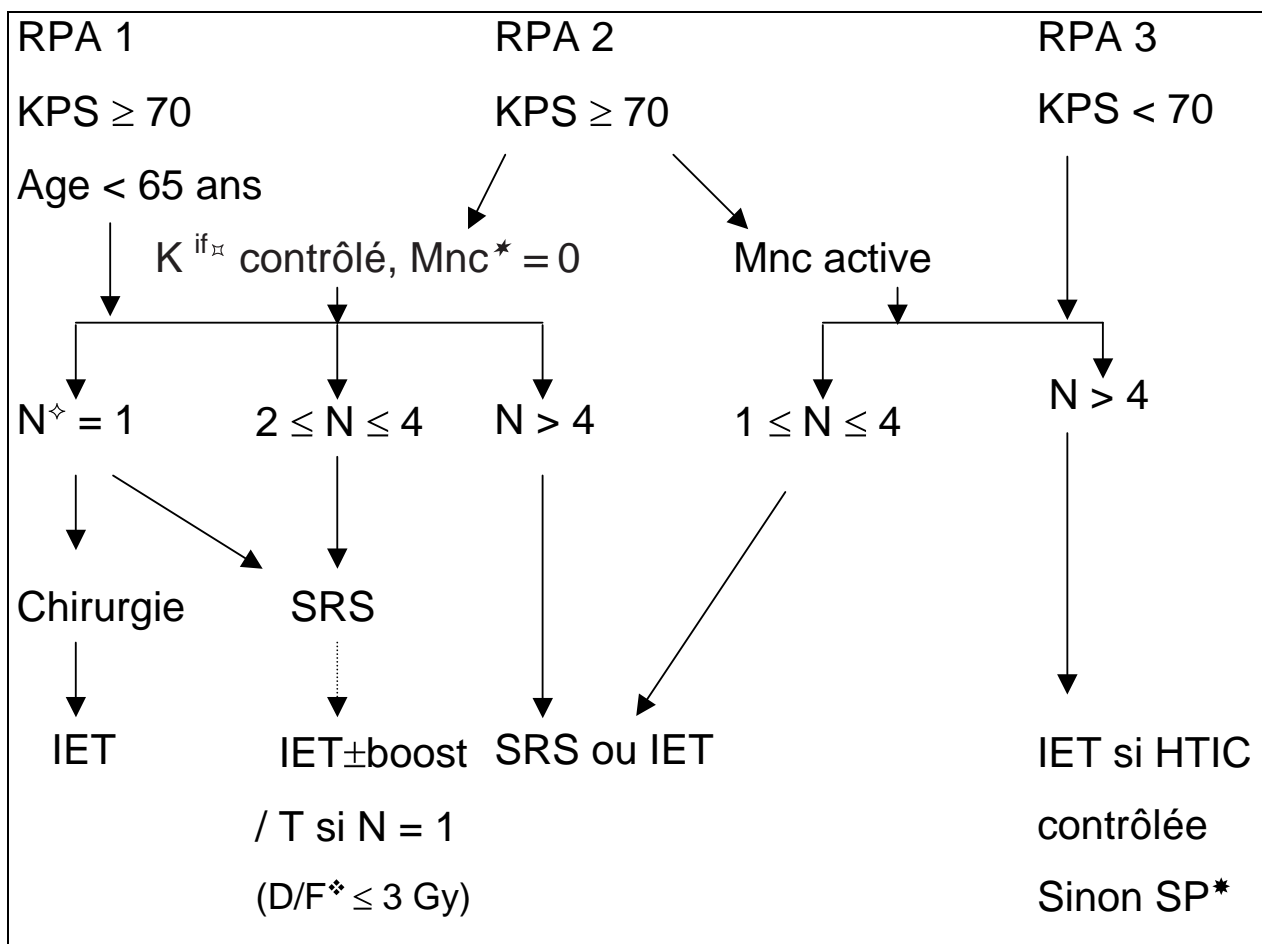 RPA 1 RPA 2 RPA 3
KPS ≥ 70 KPS ≥ 70 KPS < 70
Age < 65 ans
K if¤ contrôlé, Mnc✶ = 0 Mnc active
N✧ = 1 2 ≤ N ≤ 4 N > 4 1 ≤ N ≤ 4 N > 4
Chirurgie SRS
IET IET±boost SRS ou IET IET si HTIC
/ T si N = 1 contrôlée
(D/F❖ ≤ 3 Gy) Sinon SP✷